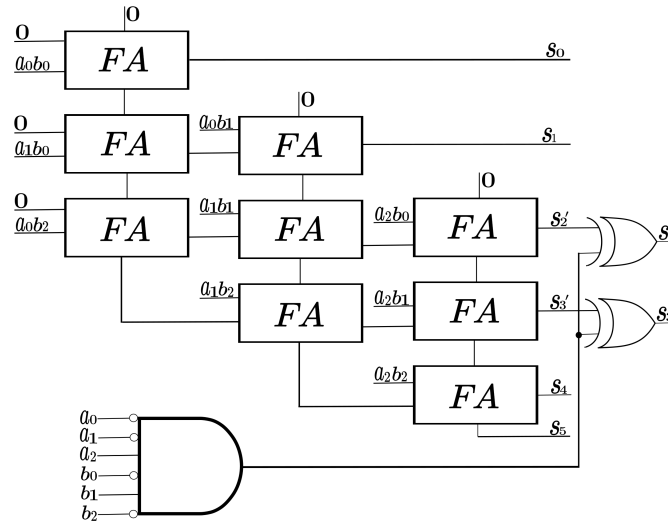 0
0
FA
a₀b₀
s₀
0
0
a₀b₁
FA
a₁b₀
FA
s₁
0
0
a₁b₁
a₂b₀
s₂′
FA
a₀b₂
FA
FA
s
a₁b₂
a₂b₁
s₃′
FA
FA
a₂b₂
s₄
FA
s₅
a₀
a₁
a₂
b₀
b₁
b₂